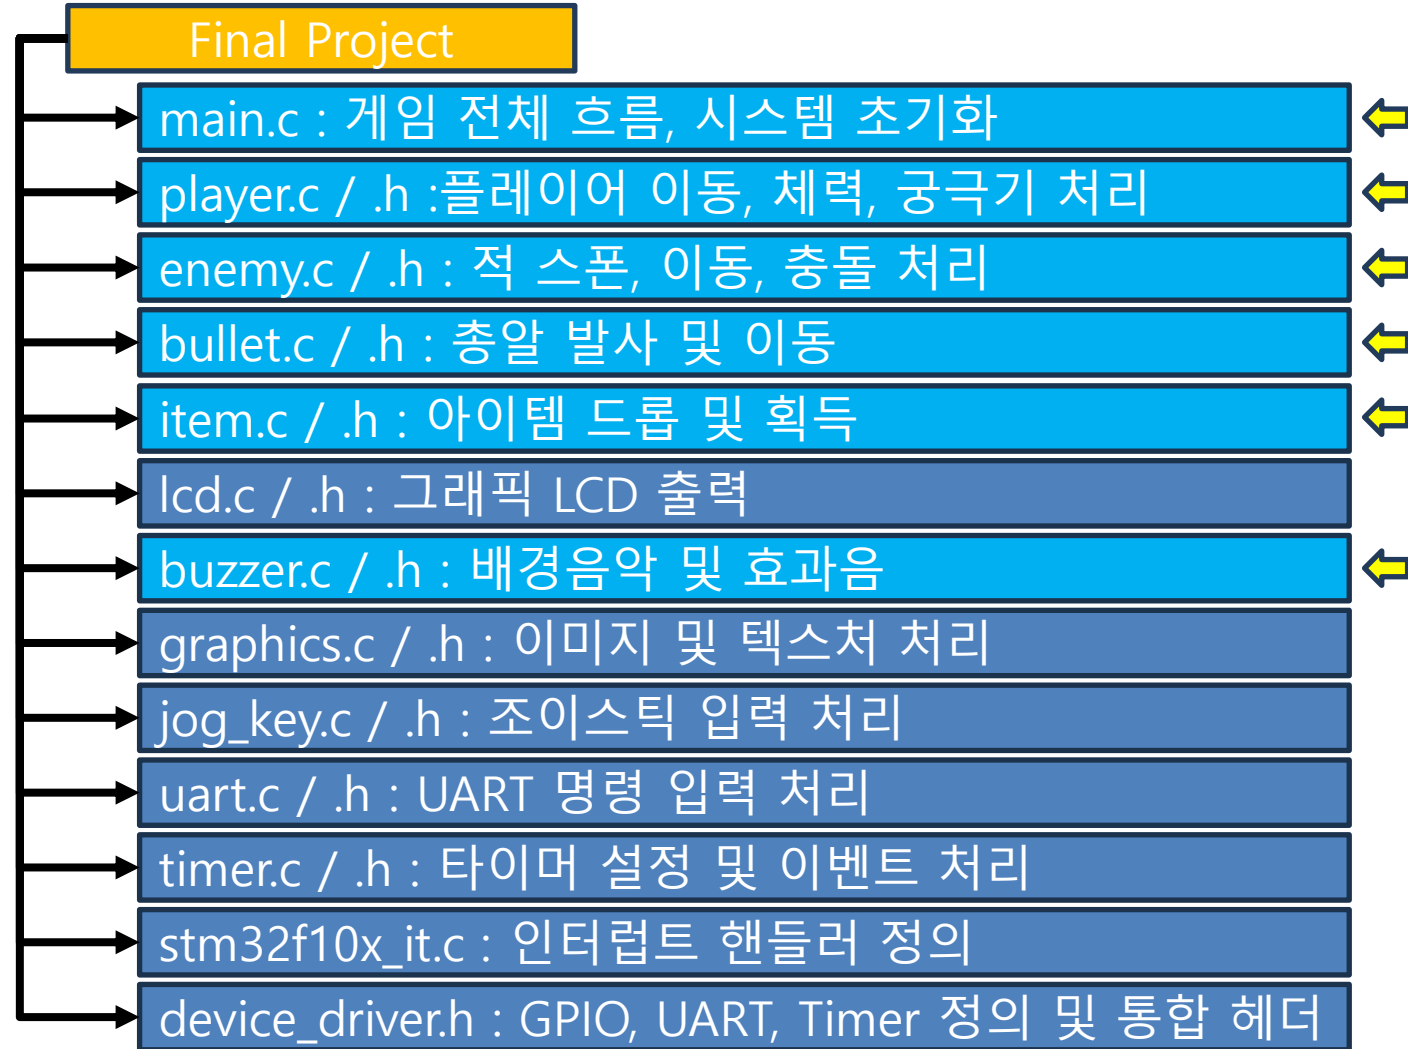 Final Project
main.c : 게임 전체 흐름, 시스템 초기화
player.c / .h :플레이어 이동, 체력, 궁극기 처리
enemy.c / .h : 적 스폰, 이동, 충돌 처리
bullet.c / .h : 총알 발사 및 이동
item.c / .h : 아이템 드롭 및 획득
lcd.c / .h : 그래픽 LCD 출력
buzzer.c / .h : 배경음악 및 효과음
graphics.c / .h : 이미지 및 텍스처 처리
jog_key.c / .h : 조이스틱 입력 처리
uart.c / .h : UART 명령 입력 처리
timer.c / .h : 타이머 설정 및 이벤트 처리
stm32f10x_it.c : 인터럽트 핸들러 정의
device_driver.h : GPIO, UART, Timer 정의 및 통합 헤더